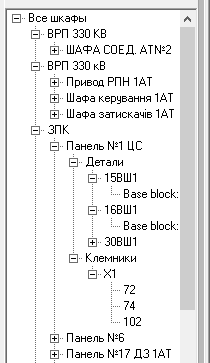 Все шкафы
ВРП 330 КВ
ШАФА СОЕД. АТ№2
ВРП 330 кВ
Привод РПН 1АТ
Шафа керування 1АТ
Шафа затискачів 1АТ
ЗПК
Панель №1 ЦС
Детали
15ВШ1
Base block:
16ВШ1
Base block:
30ВШ1
Клемники
X1
72
74
102
Панель №6
Панель №17 ДЗ 1АТ